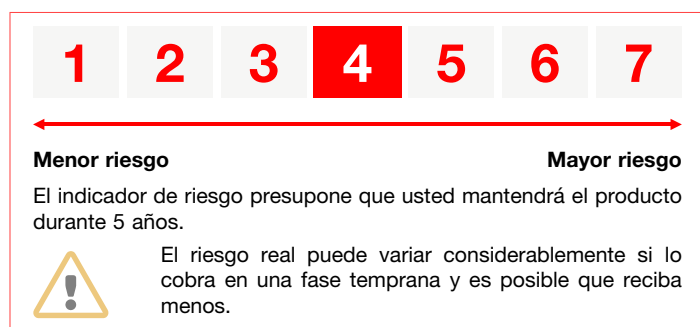 1 2 3 4 5 6 7
Menor riesgo Mayor riesgo
El indicador de riesgo presupone que usted mantendrá el producto
durante 5 años.
El riesgo real puede variar considerablemente si lo
cobra en una fase temprana y es posible que reciba
menos.